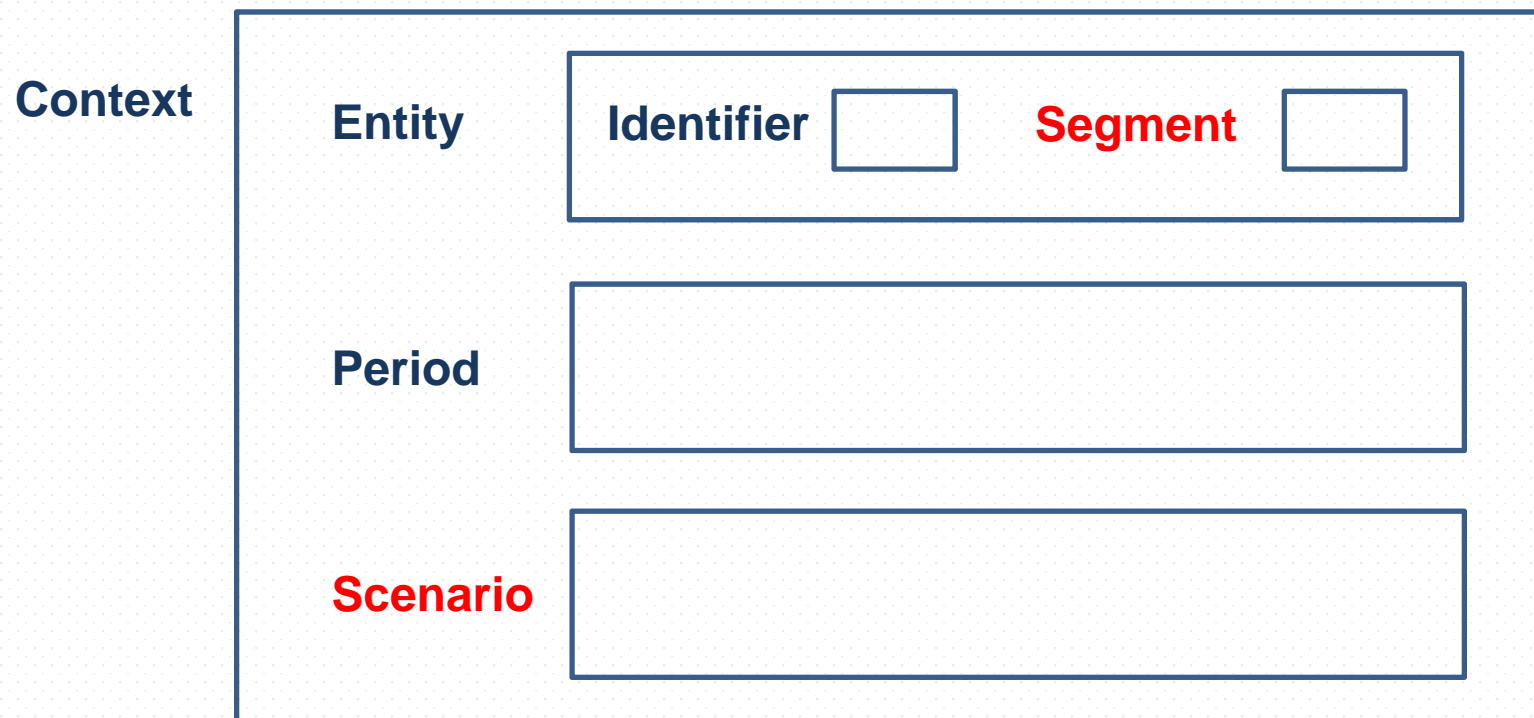 Context
Entity
Identifier
Segment
Period
Scenario